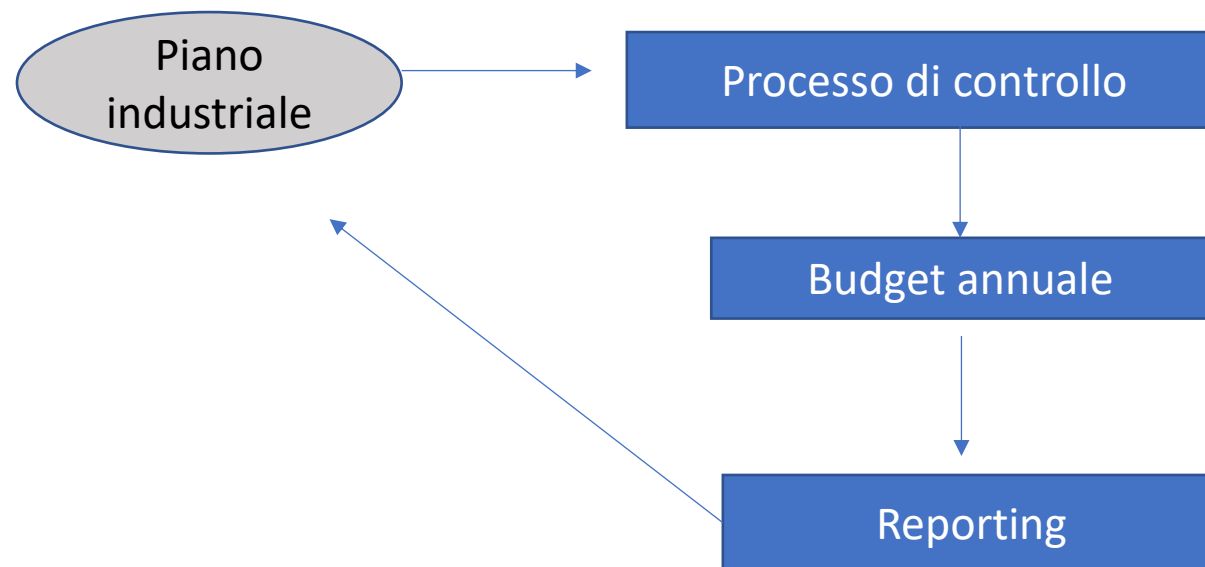 Piano
industriale
Processo di controllo
Budget annuale
Reporting